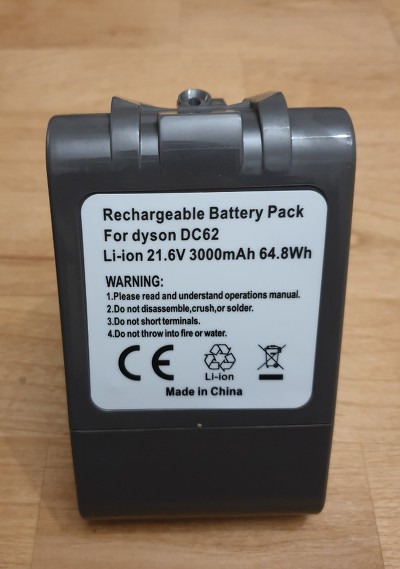 Rechargeable Battery Pack
For dyson DC62
Li-ion 21.6V 3000mAh 64.8Wh
WARNING:
1.Please read and understand operations manual.
2.Do not disassemble,crush,or solder.
3.Do not short terminals.
4.Do not throw into fire or water.
CE
Li-ion
Made in China